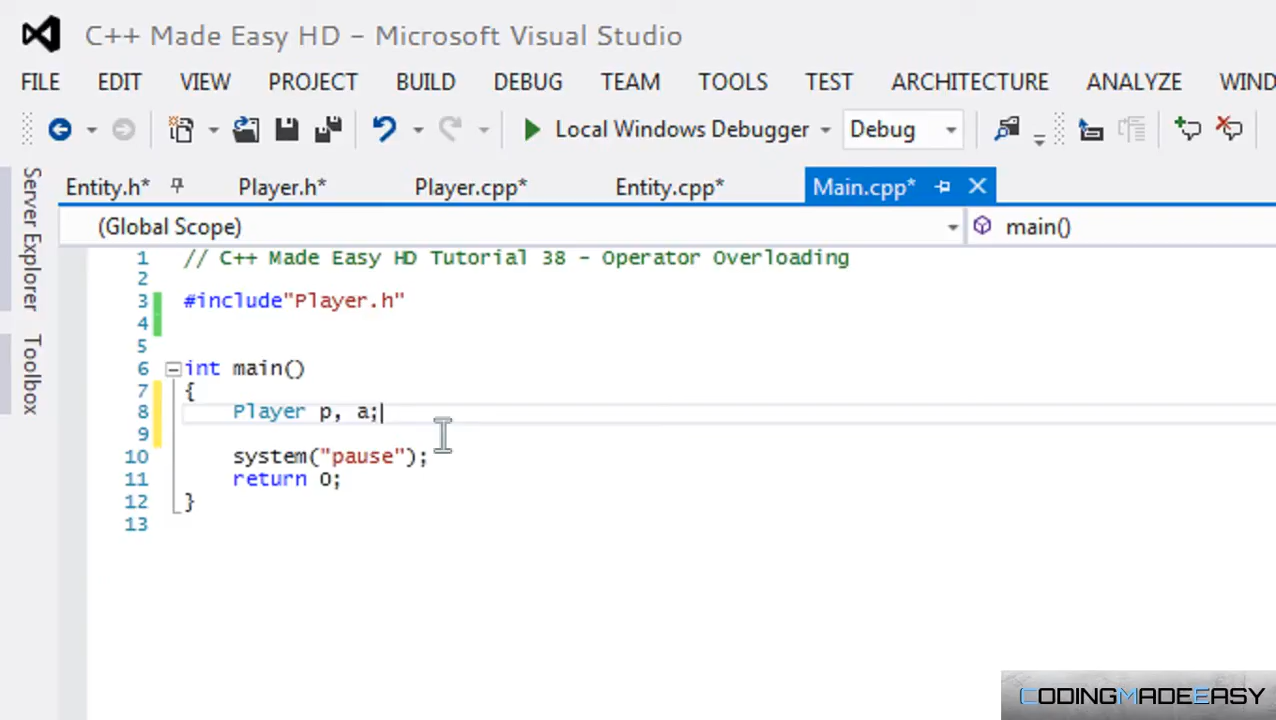 C++ Made Easy HD - Microsoft Visual Studio
FILE EDIT VIEW PROJECT BUILD DEBUG TEAM TOOLS TEST ARCHITECTURE ANALYZE WIND
Local Windows Debugger Debug
Server Explorer
Toolbox
Entity.h* Player.h* Player.cpp* Entity.cpp* Main.cpp*
(Global Scope) main()
1 // C++ Made Easy HD Tutorial 38 - Operator Overloading
2
3 #include"Player.h"
4
5
6 int main()
7 {
8 Player p, a;
9
10 system("pause");
11 return 0;
12 }
13
CODINGMADEEASY